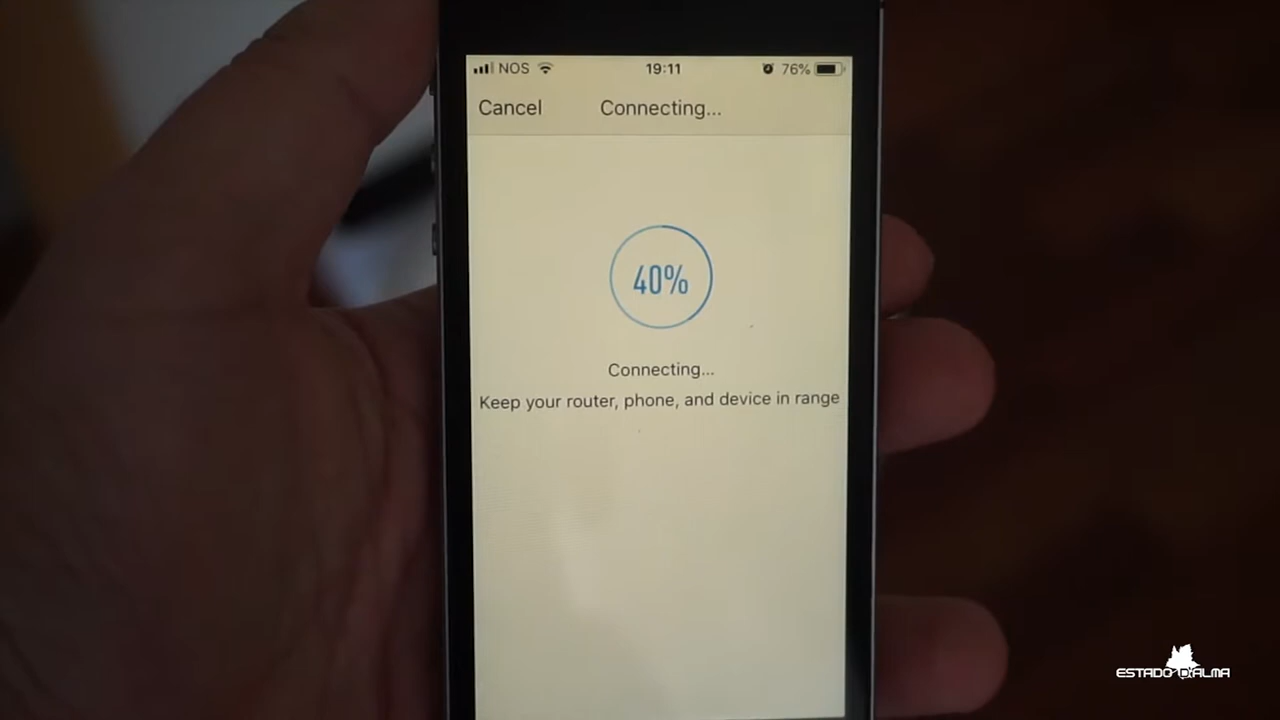 NOS 19:11 76%
Cancel Connecting...
40%
Connecting...
Keep your router, phone, and device in range
ESTADO D'ALMA